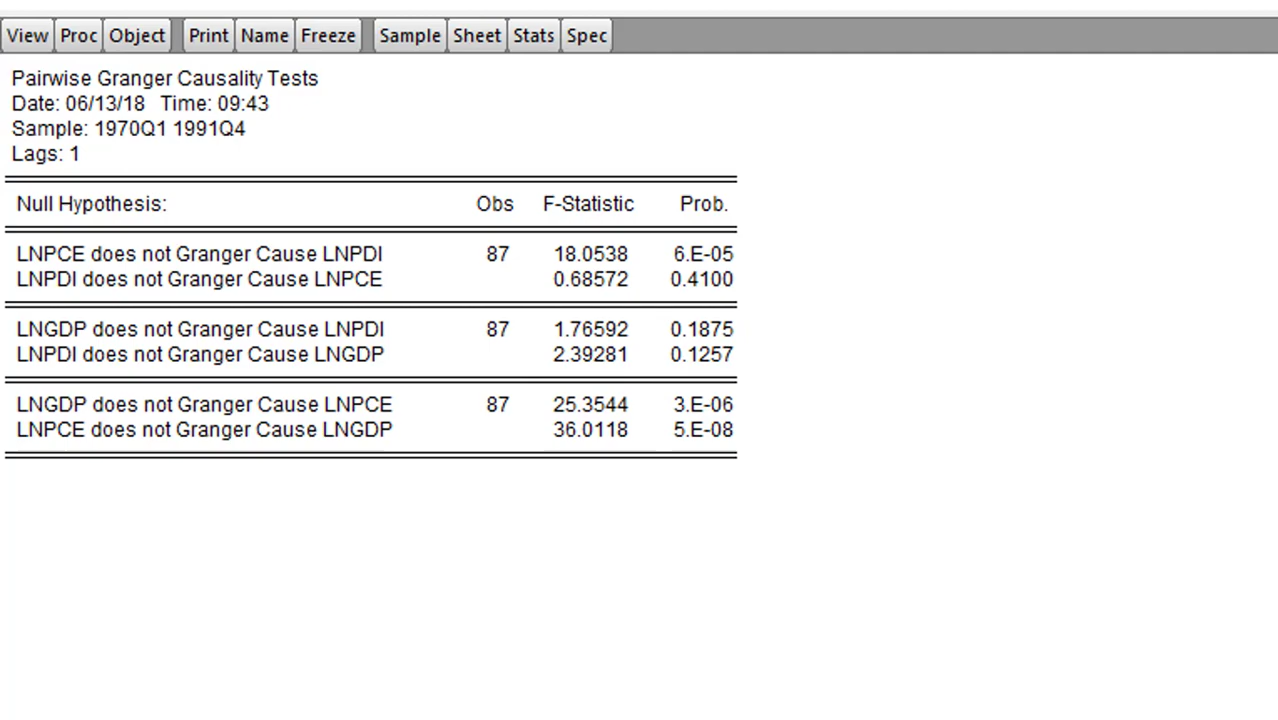 View Proc Object Print Name Freeze Sample Sheet Stats Spec
Pairwise Granger Causality Tests
Date: 06/13/18 Time: 09:43
Sample: 1970Q1 1991Q4
Lags: 1
Null Hypothesis: Obs F-Statistic Prob.
LNPCE does not Granger Cause LNPDI 87 18.0538 6.E-05
LNPDI does not Granger Cause LNPCE 0.68572 0.4100
LNGDP does not Granger Cause LNPDI 87 1.76592 0.1875
LNPDI does not Granger Cause LNGDP 2.39281 0.1257
LNGDP does not Granger Cause LNPCE 87 25.3544 3.E-06
LNPCE does not Granger Cause LNGDP 36.0118 5.E-08